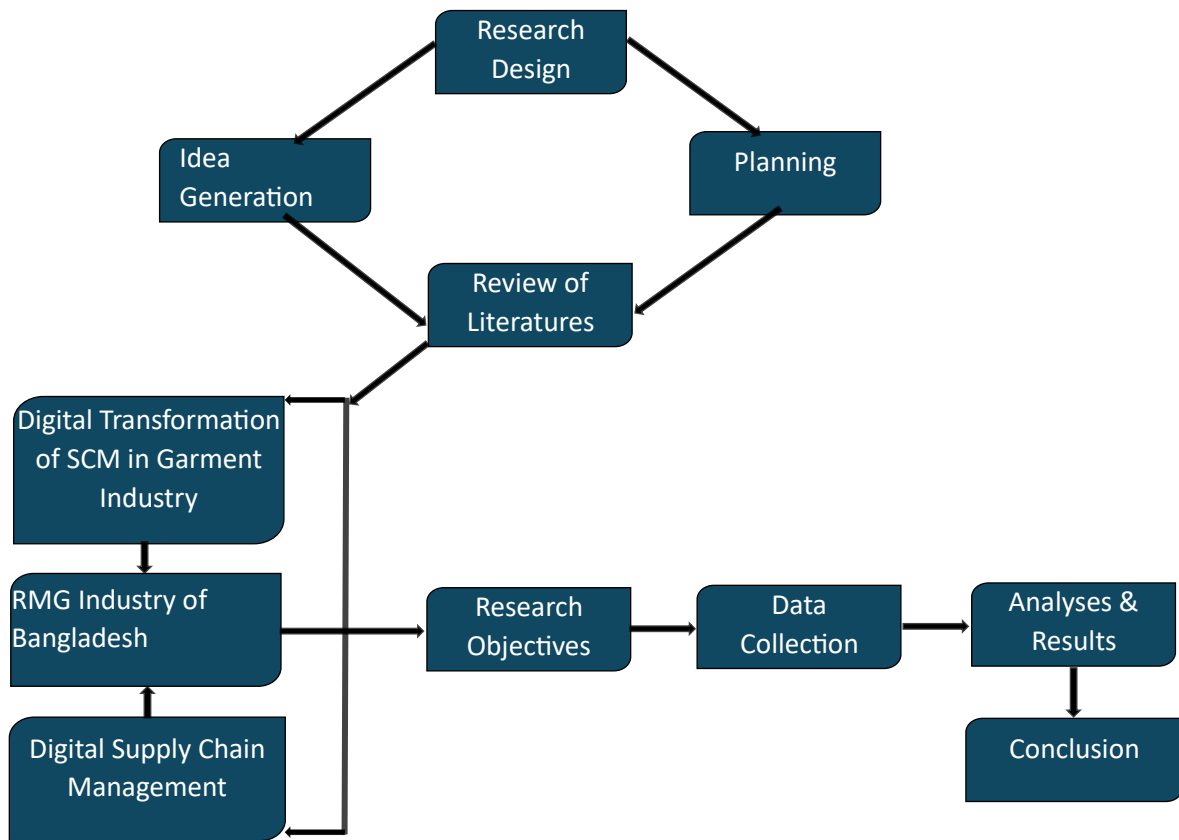 Research
Design
Idea
Generation
Planning
Review of
Literatures
Digital Transformation
of SCM in Garment
Industry
RMG Industry of
Bangladesh
Digital Supply Chain
Management
Research
Objectives
Data
Collection
Analyses &
Results
Conclusion